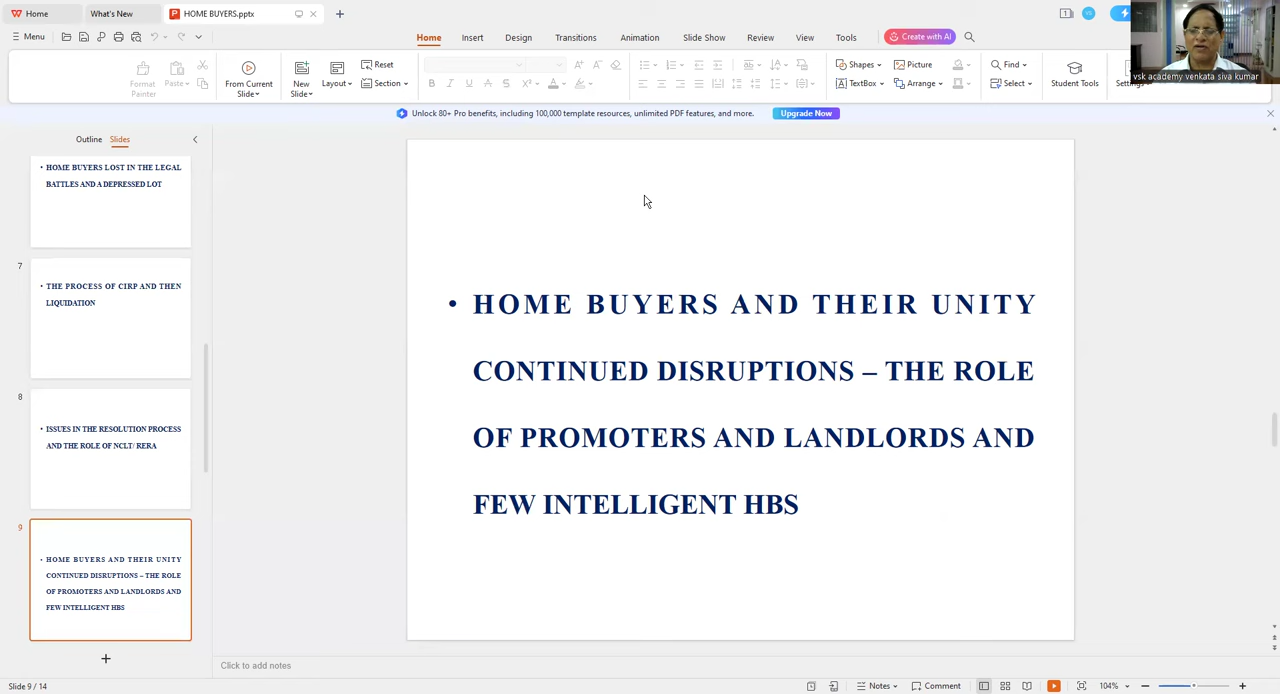 Home
What's New
HOME BUYERS.pptx
Menu
Home
Insert
Design
Transitions
Animation
Slide Show
Review
View
Tools
Create with AI
Format Painter
Paste
From Current Slide
New Slide
Layout
Reset
Section
B I U A S X² A
Shapes
Picture
TextBox
Arrange
Find
Select
Student Tools
Settings
vsk academy venkata siva kumar
Unlock 80+ Pro benefits, including 100,000 template resources, unlimited PDF features, and more.
Upgrade Now
Outline
Slides
• HOME BUYERS LOST IN THE LEGAL
BATTLES AND A DEPRESSED LOT
7
• THE PROCESS OF CIRP AND THEN
LIQUIDATION
8
• ISSUES IN THE RESOLUTION PROCESS
AND THE ROLE OF NCLT/ RERA
9
• HOME BUYERS AND THEIR UNITY
CONTINUED DISRUPTIONS – THE ROLE
OF PROMOTERS AND LANDLORDS AND
FEW INTELLIGENT HBS
• HOME BUYERS AND THEIR UNITY
CONTINUED DISRUPTIONS – THE ROLE
OF PROMOTERS AND LANDLORDS AND
FEW INTELLIGENT HBS
Click to add notes
Slide 9 / 14
Notes
Comment
104%